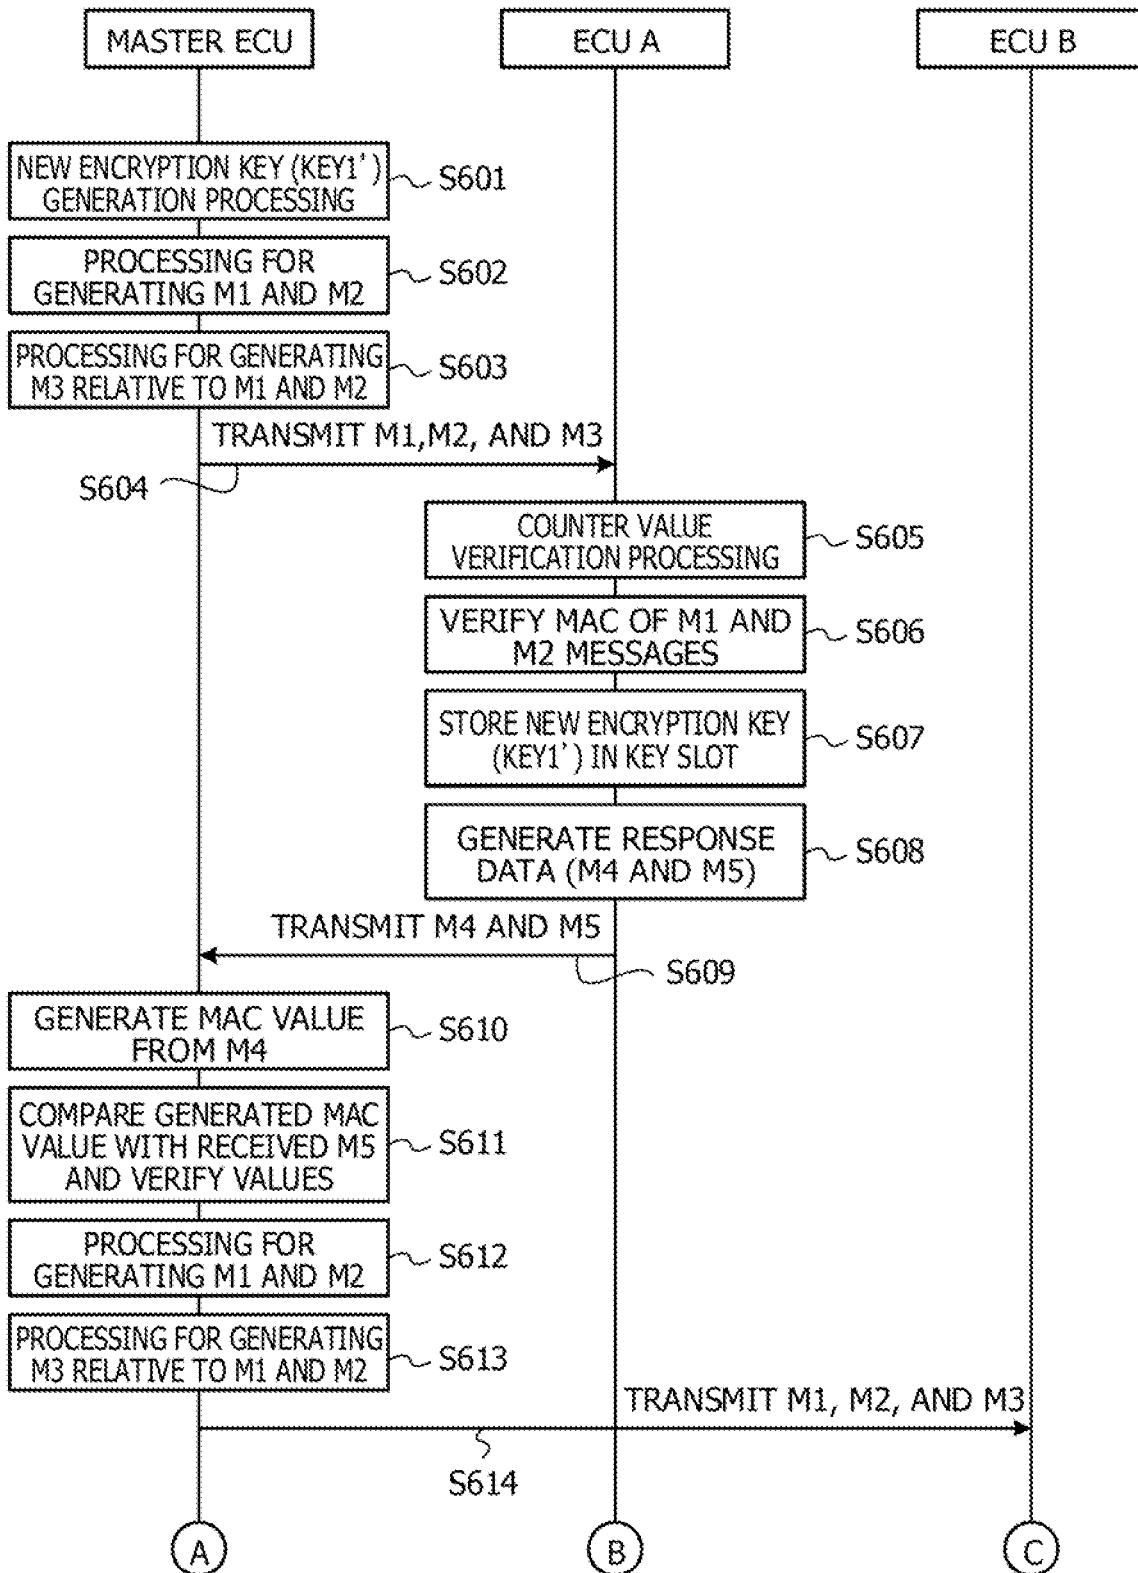 MASTER ECU
ECU A
ECU B
NEW ENCRYPTION KEY (KEY1')
GENERATION PROCESSING
S601
PROCESSING FOR
GENERATING M1 AND M2
S602
PROCESSING FOR GENERATING
M3 RELATIVE TO M1 AND M2
S603
TRANSMIT M1,M2, AND M3
S604
COUNTER VALUE
VERIFICATION PROCESSING
S605
VERIFY MAC OF M1 AND
M2 MESSAGES
S606
STORE NEW ENCRYPTION KEY
(KEY1') IN KEY SLOT
S607
GENERATE RESPONSE
DATA (M4 AND M5)
S608
TRANSMIT M4 AND M5
S609
GENERATE MAC VALUE
FROM M4
S610
COMPARE GENERATED MAC
VALUE WITH RECEIVED M5
AND VERIFY VALUES
S611
PROCESSING FOR
GENERATING M1 AND M2
S612
PROCESSING FOR GENERATING
M3 RELATIVE TO M1 AND M2
S613
TRANSMIT M1, M2, AND M3
S614
A
B
C